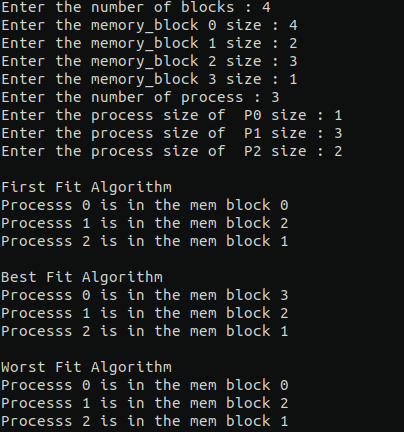 Enter the number of blocks : 4
Enter the memory_block 0 size : 4
Enter the memory_block 1 size : 2
Enter the memory_block 2 size : 3
Enter the memory_block 3 size : 1
Enter the number of process : 3
Enter the process size of  P0 size : 1
Enter the process size of  P1 size : 3
Enter the process size of  P2 size : 2

First Fit Algorithm
Processs 0 is in the mem block 0
Processs 1 is in the mem block 2
Processs 2 is in the mem block 1

Best Fit Algorithm
Processs 0 is in the mem block 3
Processs 1 is in the mem block 2
Processs 2 is in the mem block 1

Worst Fit Algorithm
Processs 0 is in the mem block 0
Processs 1 is in the mem block 2
Processs 2 is in the mem block 1